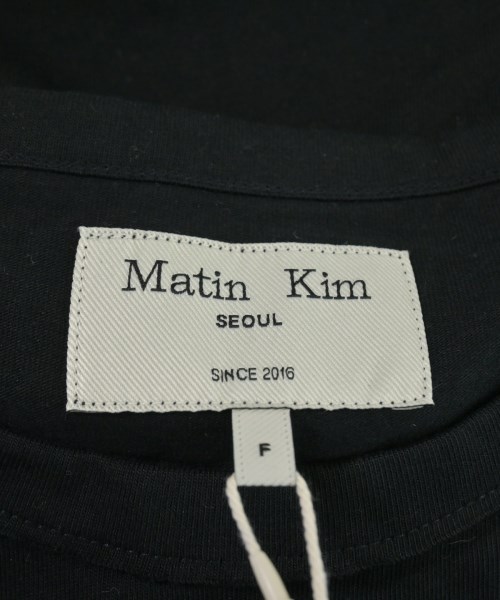 Matin Kim
SEOUL
SINCE 2016
F